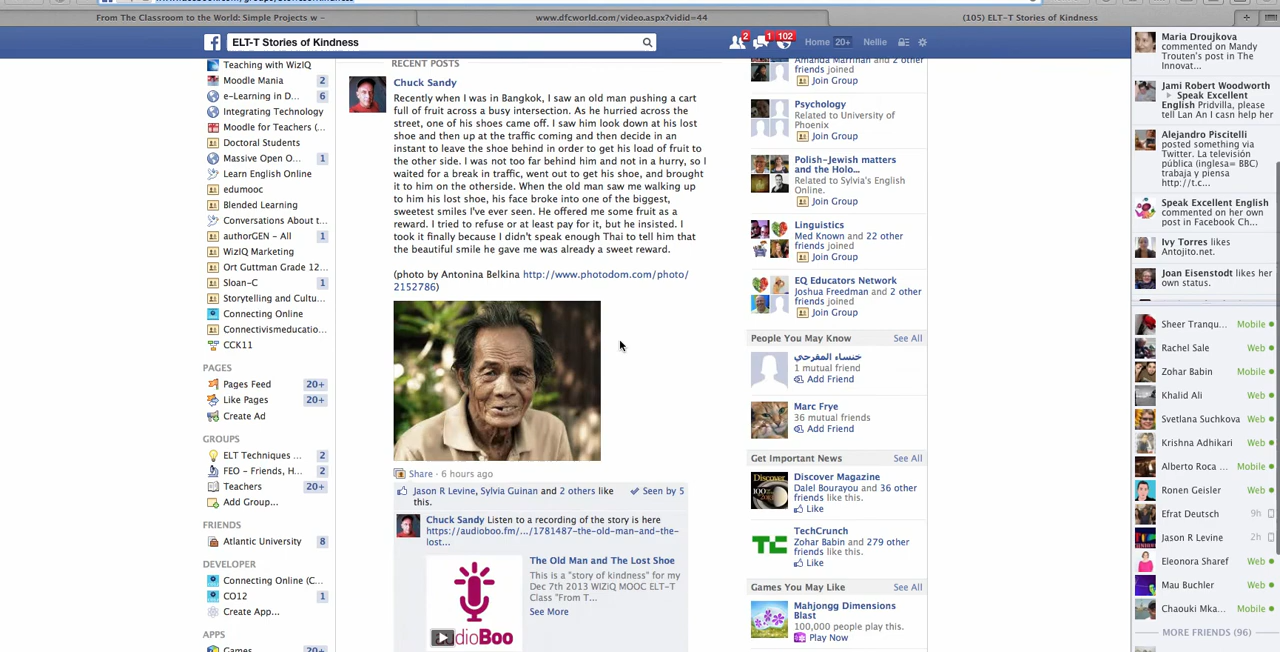 From The Classroom to the World: Simple Projects w –
www.dfcworld.com/video.aspx?vidid=44
(105) ELT-T Stories of Kindness
ELT-T Stories of Kindness
2
1
102
Home 20+
Nellie
Teaching with WizIQ
Moodle Mania 2
e-Learning in D... 6
Integrating Technology
Moodle for Teachers (...
Doctoral Students
Massive Open O... 1
Learn English Online
edumooc
Blended Learning
Conversations About t...
authorGEN - All 1
WizIQ Marketing
Ort Guttman Grade 12...
Sloan-C 1
Storytelling and Cultu...
Connecting Online
Connectivismeducatio...
CCK11
PAGES
Pages Feed 20+
Like Pages 20+
Create Ad
GROUPS
ELT Techniques ... 2
FEO - Friends, H... 2
Teachers 20+
Add Group...
FRIENDS
Atlantic University 8
DEVELOPER
Connecting Online (C...
CO12 1
Create App...
APPS
Games 20+
RECENT POSTS
Chuck Sandy
Recently when I was in Bangkok, I saw an old man pushing a cart
full of fruit across a busy intersection. As he hurried across the
street, one of his shoes came off. I saw him look down at his lost
shoe and then up at the traffic coming and then decide in an
instant to leave the shoe behind in order to get his load of fruit to
the other side. I was not too far behind him and not in a hurry, so I
waited for a break in traffic, went out to get his shoe, and brought
it to him on the otherside. When the old man saw me walking up
to him his lost shoe, his face broke into one of the biggest,
sweetest smiles I've ever seen. He offered me some fruit as a
reward. I tried to refuse or at least pay for it, but he insisted. I
took it finally because I didn't speak enough Thai to tell him that
the beautiful smile he gave me was already a sweet reward.
(photo by Antonina Belkina http://www.photodom.com/photo/
2152786)
Share · 6 hours ago
Jason R Levine, Sylvia Guinan and 2 others like
this.
Seen by 5
Chuck Sandy Listen to a recording of the story is here
https://audioboo.fm/.../1781487-the-old-man-and-the-
lost...
dioBoo
The Old Man and The Lost Shoe
This is a "story of kindness" for my
Dec 7th 2013 WIZiQ MOOC ELT-T
Class "From T...
See More
Amanda Marrinan and 2 other
friends joined
Join Group
Psychology
Related to University of
Phoenix
Join Group
Polish-Jewish matters
and the Holo...
Related to Sylvia's English
Online.
Join Group
Linguistics
Med Known and 22 other
friends joined
Join Group
EQ Educators Network
Joshua Freedman and 2 other
friends joined
Join Group
People You May Know
See All
خنساء المفرحي
1 mutual friend
Add Friend
Marc Frye
36 mutual friends
Add Friend
Get Important News
See All
Discover Magazine
Dalel Bourayou and 36 other
friends like this.
Like
TechCrunch
Zohar Babin and 279 other
friends like this.
Like
Games You May Like
See All
Mahjongg Dimensions
Blast
100,000 people play this.
Play Now
Maria Droujkova
commented on Mandy
Trouten's post in The
Innovat...
Jami Robert Woodworth
▸ Speak Excellent
English Pridvilla, please
tell Lan An I casn help her
Alejandro Piscitelli
posted something via
Twitter. La televisión
pública (inglesa= BBC)
trabaja y piensa
http://t.c...
Speak Excellent English
commented on her own
post in Facebook Ch...
Ivy Torres likes
Antojito.net.
Joan Eisenstodt likes her
own status.
Sheer Tranqu... Mobile
Rachel Sale Web
Zohar Babin Mobile
Khalid Ali Web
Svetlana Suchkova Web
Krishna Adhikari Web
Alberto Roca ... Mobile
Ronen Geisler Web
Efrat Deutsch 9h
Jason R Levine 2h
Eleonora Sharef Web
Mau Buchler Web
Chaouki Mka... Mobile
MORE FRIENDS (96)